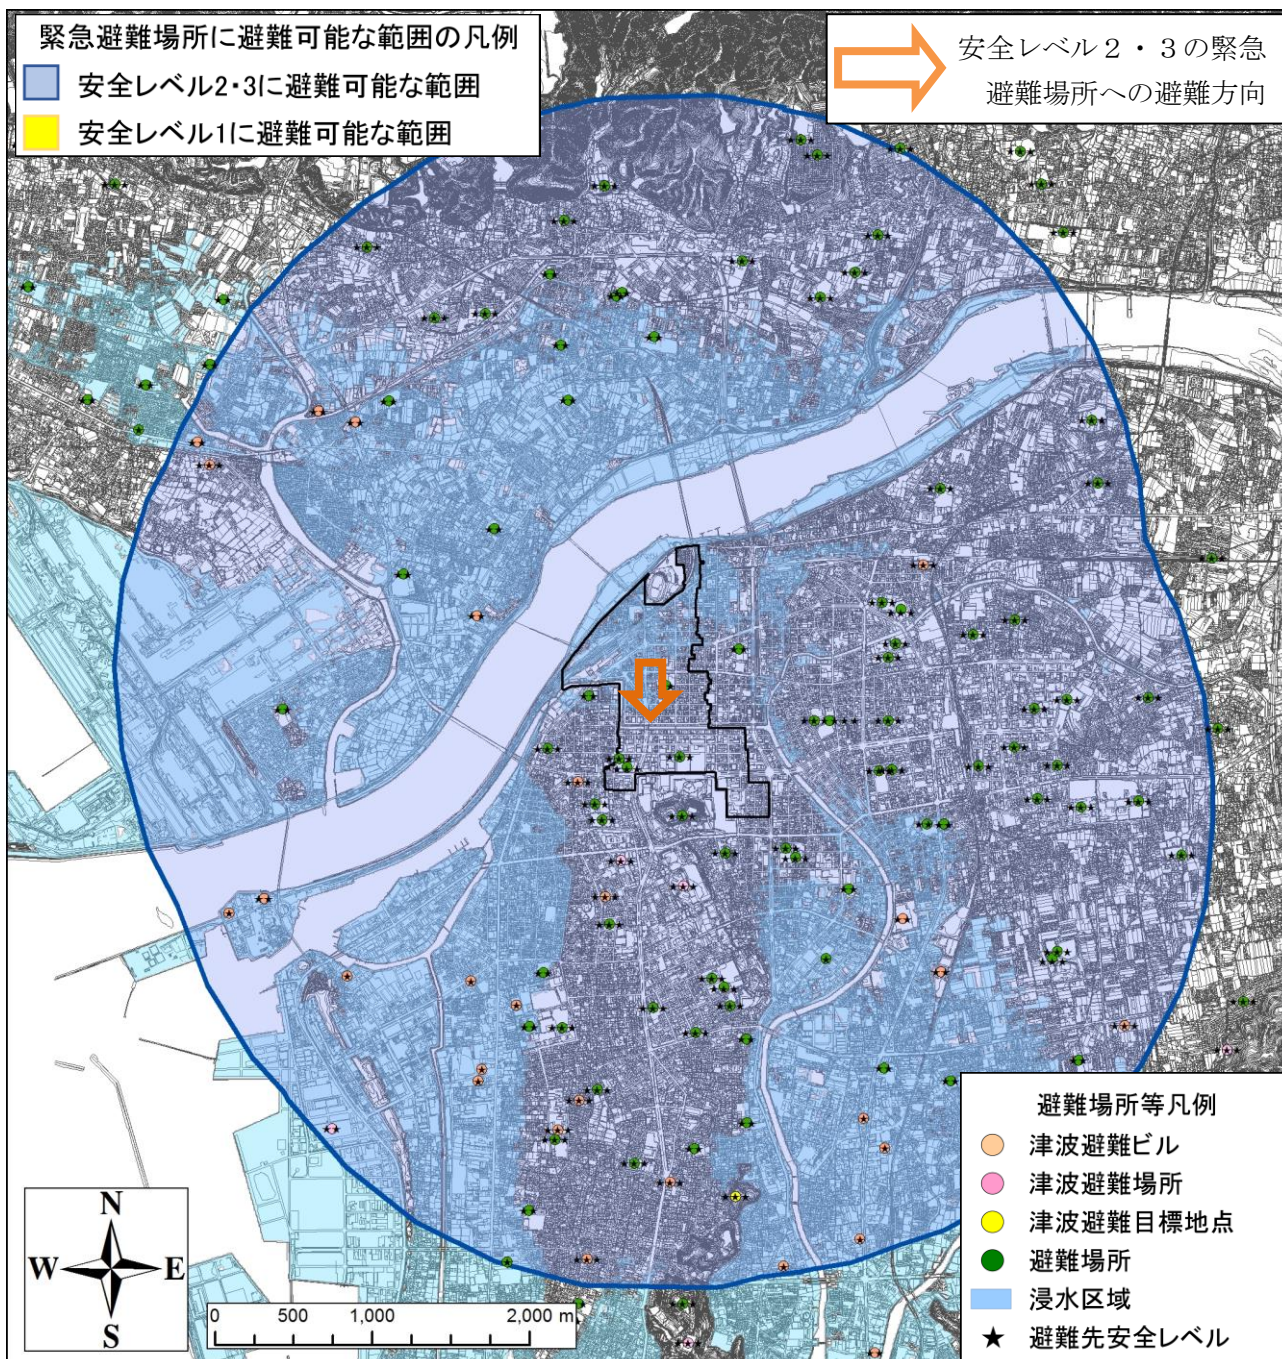 緊急避難場所に避難可能な範囲の凡例
安全レベル2・3に避難可能な範囲
安全レベル1に避難可能な範囲
安全レベル２・３の緊急
避難場所への避難方向
避難場所等凡例
津波避難ビル
津波避難場所
津波避難目標地点
避難場所
浸水区域
★ 避難先安全レベル
N
W E
S
0 500 1,000 2,000 m